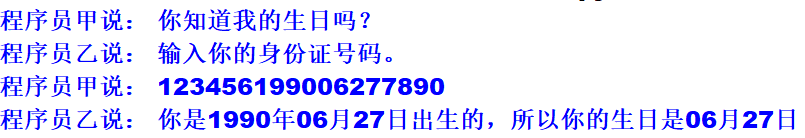 程序员甲说： 你知道我的生日吗？
程序员乙说： 输入你的身份证号码。
程序员甲说： 123456199006277890
程序员乙说： 你是1990年06月27日出生的，所以你的生日是06月27日